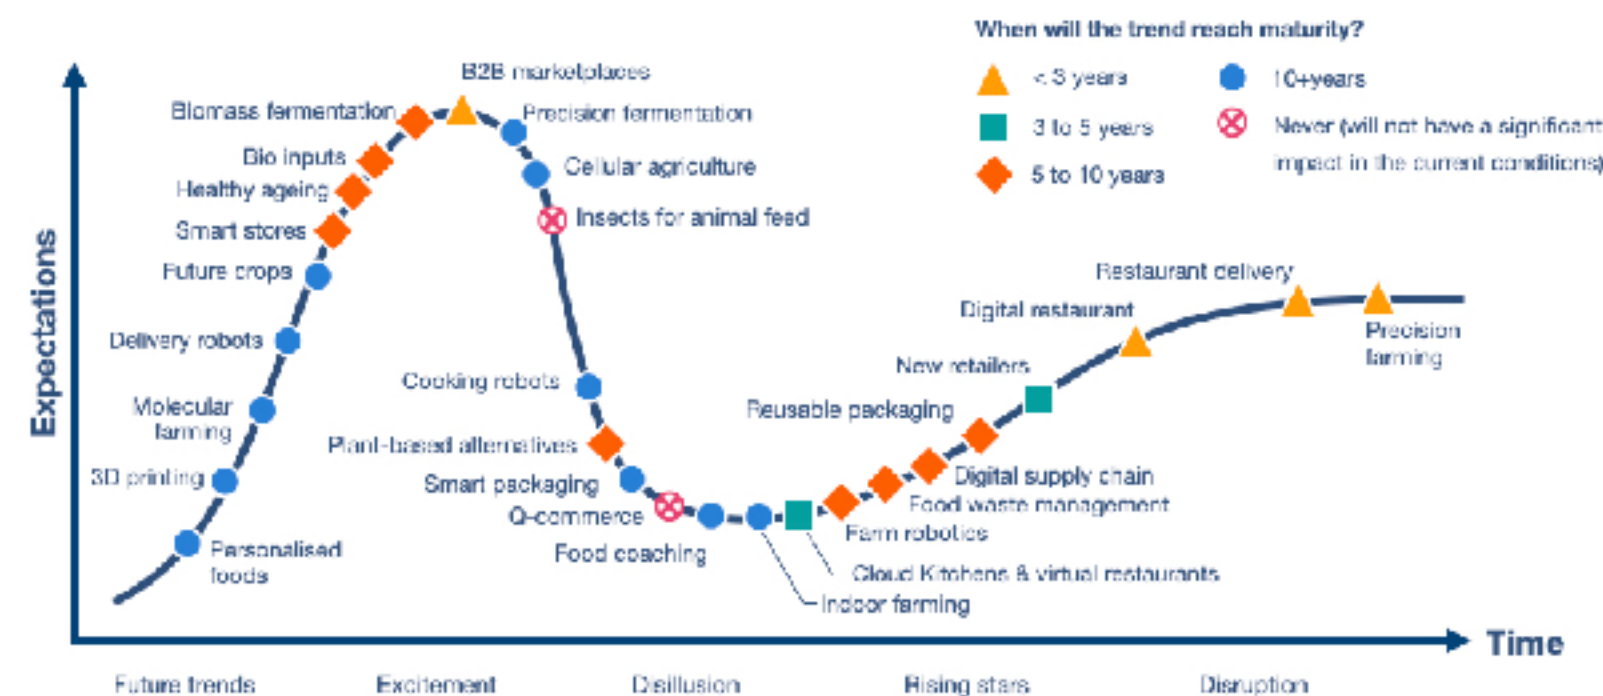 When will the trend reach maturity?
< 3 years
10+years
3 to 5 years
Never (will not have a significant
impact in the current conditions)
5 to 10 years
B2B marketplaces
Biomass fermentation
Precision fermentation
Bio inputs
Cellular agriculture
Healthy ageing
Insects for animal feed
Smart stores
Future crops
Restaurant delivery
Digital restaurant
Delivery robots
Precision
farming
New retailers
Cooking robots
Molecular
farming
Reusable packaging
Plant-based alternatives
3D printing
Smart packaging
Digital supply chain
Food waste management
Q-commerce
Farm robotics
Personalised
foods
Food coaching
Cloud Kitchens & virtual restaurants
Indoor farming
Expectations
Time
Future trends
Excitement
Disillusion
Rising stars
Disruption